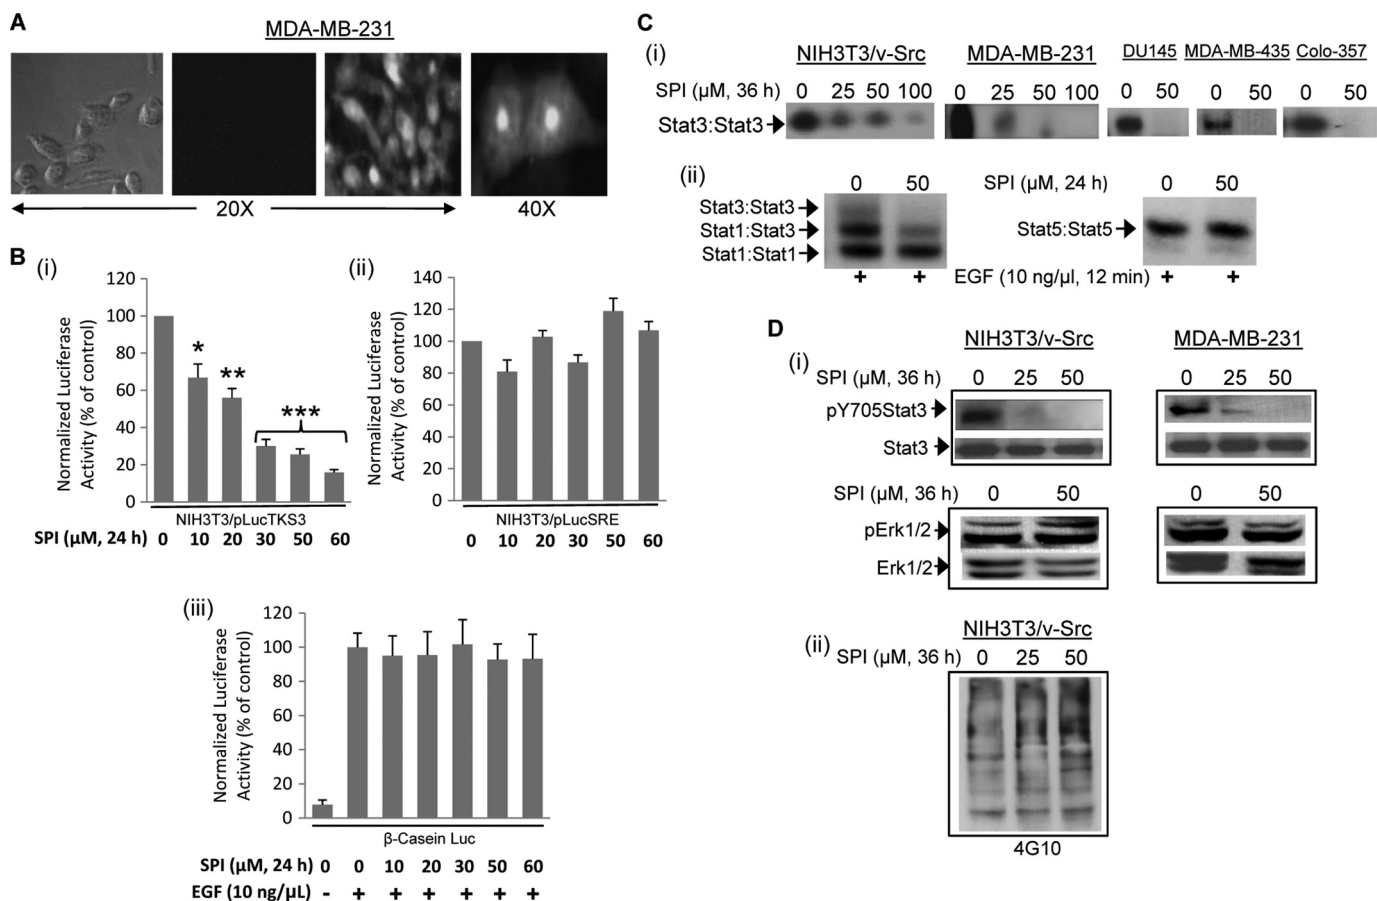 A
MDA-MB-231
20X
40X
B
(i)
Normalized Luciferase
Activity (% of control)
120
100
80
60
40
20
0
*
**
***
NIH3T3/pLucTKS3
SPI (µM, 24 h) 0 10 20 30 50 60
(ii)
Normalized Luciferase
Activity (% of control)
140
120
100
80
60
40
20
0
NIH3T3/pLucSRE
0 10 20 30 50 60
(iii)
Normalized Luciferase
Activity (% of control)
120
100
80
60
40
20
0
β-Casein Luc
SPI (µM, 24 h) 0 0 10 20 30 50 60
EGF (10 ng/µL) - + + + + + +
C
(i)
NIH3T3/v-Src MDA-MB-231 DU145 MDA-MB-435 Colo-357
SPI (µM, 36 h) 0 25 50 100 0 25 50 100 0 50 0 50 0 50
Stat3:Stat3
(ii)
0 50 SPI (µM, 24 h) 0 50
Stat3:Stat3
Stat1:Stat3
Stat1:Stat1
Stat5:Stat5
+ + EGF (10 ng/µl, 12 min) + +
D
(i)
NIH3T3/v-Src MDA-MB-231
SPI (µM, 36 h) 0 25 50 0 25 50
pY705Stat3
Stat3
SPI (µM, 36 h) 0 50 0 50
pErk1/2
Erk1/2
(ii)
NIH3T3/v-Src
SPI (µM, 36 h) 0 25 50
4G10